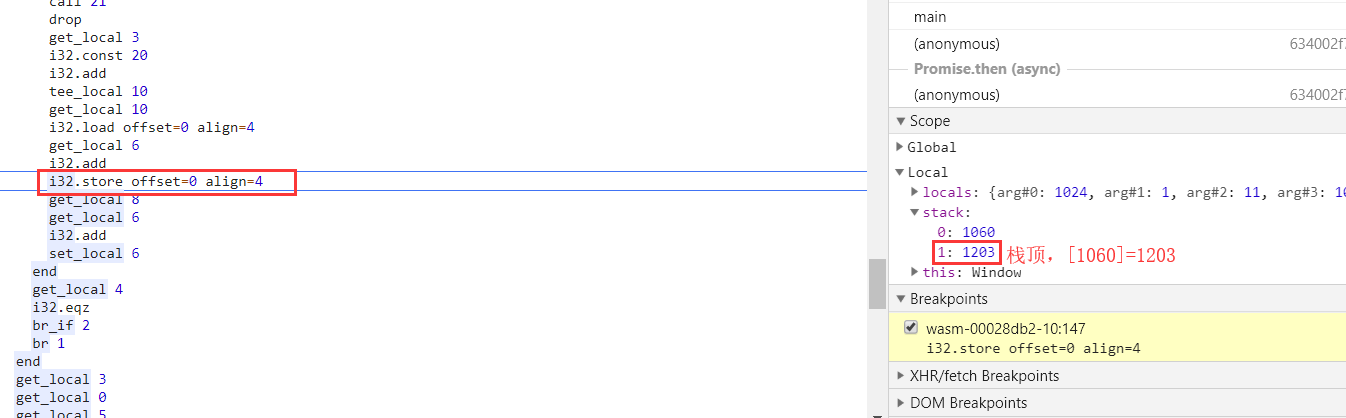 call 21
drop
get_local 3
i32.const 20
i32.add
tee_local 10
get_local 10
i32.load offset=0 align=4
get_local 6
i32.add
i32.store offset=0 align=4
get_local 8
get_local 6
i32.add
set_local 6
end
get_local 4
i32.eqz
br_if 2
br 1
end
get_local 3
get_local 0
get_local 5
main
(anonymous) 634002f7
Promise.then (async)
(anonymous) 634002f7
Scope
Global
Local
locals: {arg#0: 1024, arg#1: 1, arg#2: 11, arg#3: 10
stack:
0: 1060
1: 1203 栈顶，[1060]=1203
this: Window
Breakpoints
wasm-00028db2-10:147
i32.store offset=0 align=4
XHR/fetch Breakpoints
DOM Breakpoints